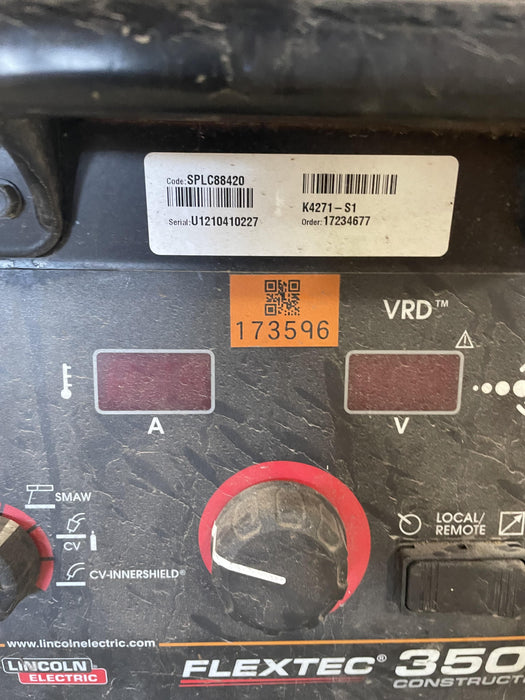 Code: SPLC88420
Serial: U1210410227
K4271-S1
Order: 17234677
173596
VRD™
A
V
SMAW
CV
CV-INNERSHIELD®
LOCAL/
REMOTE
www.lincolnelectric.com
LINCOLN
ELECTRIC
FLEXTEC® 350
CONSTRUCT